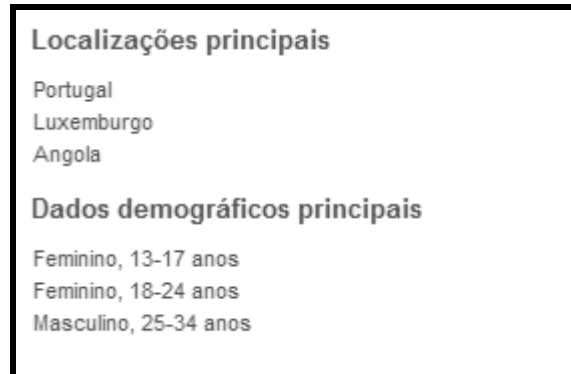 Localizações principais
Portugal
Luxemburgo
Angola
Dados demográficos principais
Feminino, 13-17 anos
Feminino, 18-24 anos
Masculino, 25-34 anos